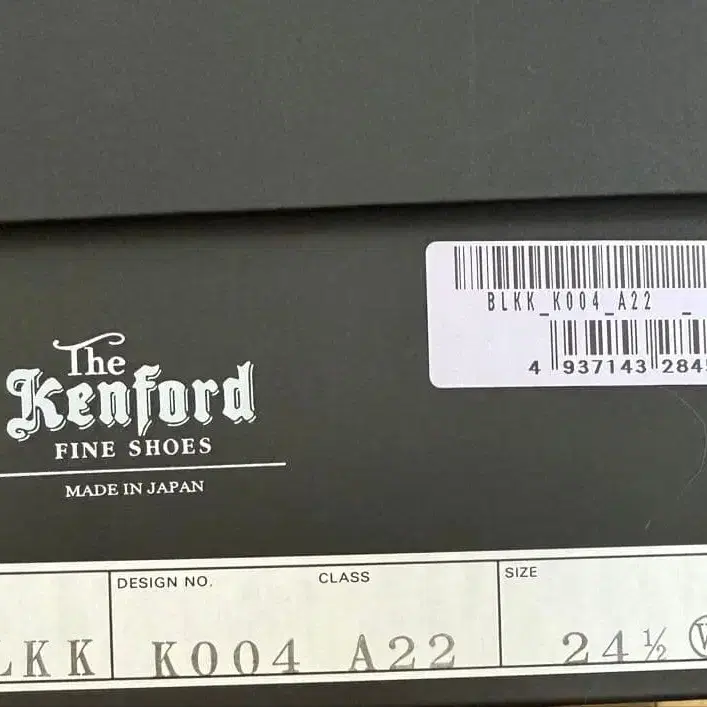 BLKK_K004_A22 _
4 937143 284
The
Kenford
FINE SHOES
MADE IN JAPAN
DESIGN NO. CLASS SIZE
LKK K004 A22 24½ W